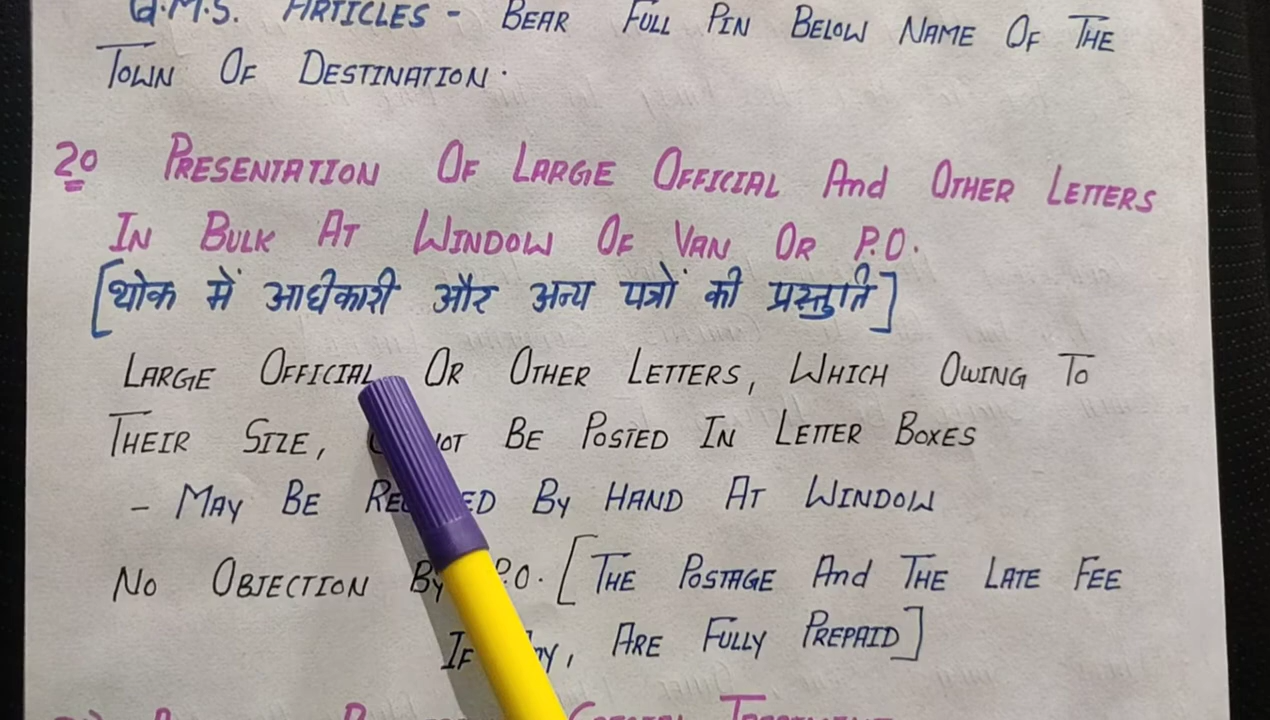 Q.M.S. ARTICLES - BEAR FULL PIN BELOW NAME OF THE
TOWN OF DESTINATION.
20 PRESENTATION OF LARGE OFFICIAL And OTHER LETTERS
IN BULK AT WINDOW OF VAN OR P.O.
[थोक में आधीकारी और अन्य पत्रों की प्रस्तुति]
LARGE OFFICIAL OR OTHER LETTERS, WHICH OWING TO
THEIR SIZE, NOT BE POSTED IN LETTER BOXES
- MAY BE BY HAND AT WINDOW
NO OBJECTION BY P.O. [THE POSTAGE And THE LATE FEE
IF ARE FULLY PREPAID]